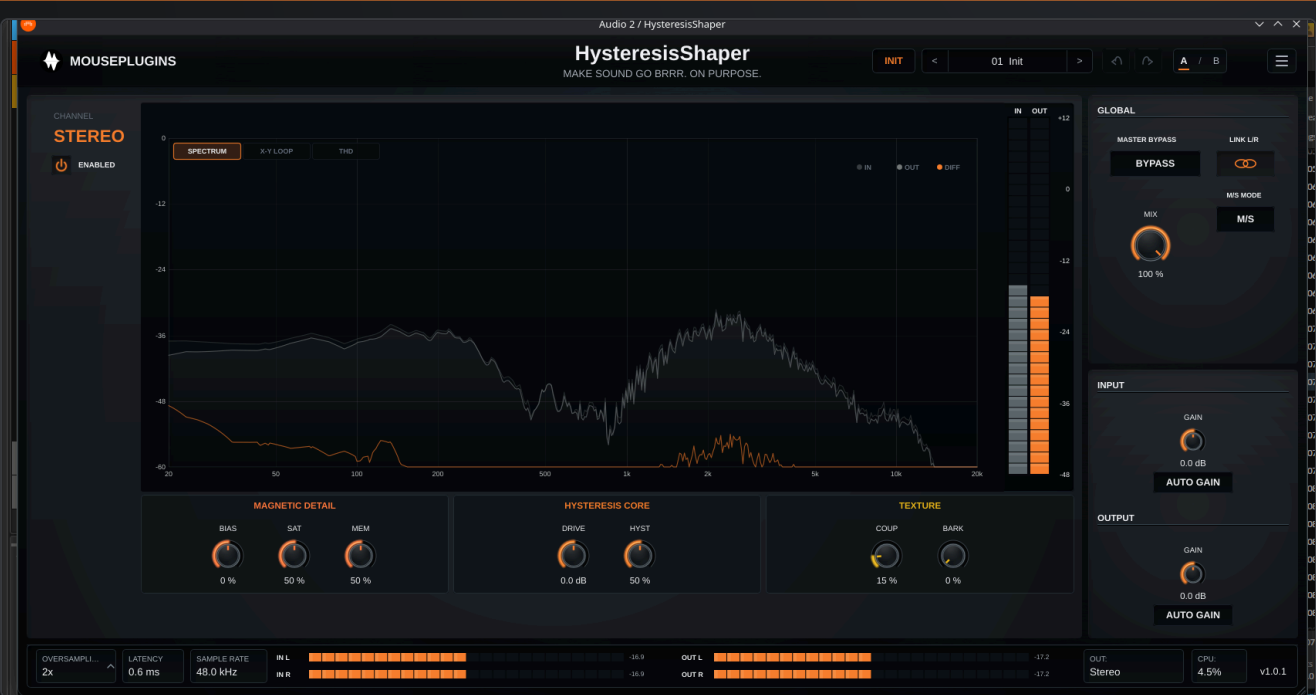 Audio 2 / HysteresisShaper
MOUSEPLUGINS
HysteresisShaper
MAKE SOUND GO BRRR. ON PURPOSE.
INIT < 01 Init > A / B
CHANNEL
STEREO
ENABLED
SPECTRUM X-Y LOOP THD
IN OUT DIFF
0
-12
-24
-36
-48
-60
20 50 100 200 500 1k 2k 5k 10k 20k
IN OUT
+12
0
-12
-24
-36
-48
GLOBAL
MASTER BYPASS LINK L/R
BYPASS
M/S MODE
MIX M/S
100 %
INPUT
GAIN
0.0 dB
AUTO GAIN
OUTPUT
GAIN
0.0 dB
AUTO GAIN
MAGNETIC DETAIL
BIAS SAT MEM
0 % 50 % 50 %
HYSTERESIS CORE
DRIVE HYST
0.0 dB 50 %
TEXTURE
COUP BARK
15 % 0 %
OVERSAMPLI...
2x
LATENCY
0.6 ms
SAMPLE RATE
48.0 kHz
IN L -16.9
IN R -16.9
OUT L -17.2
OUT R -17.2
OUT:
Stereo
CPU:
4.5%
v1.0.1